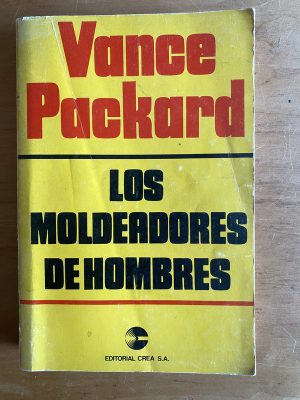 Vance
Packard
LOS
MOLDEADORES
DE HOMBRES
EDITORIAL CREA S.A.